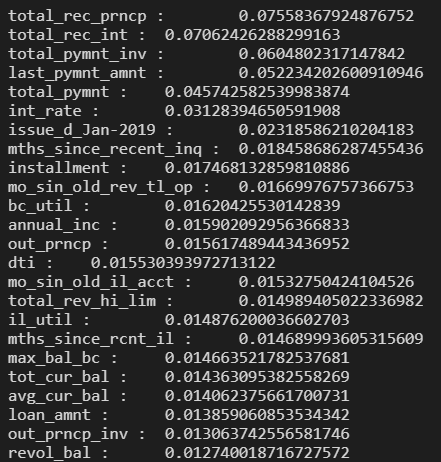 total_rec_prncp : 0.07558367924876752
total_rec_int : 0.07062426288299163
total_pymnt_inv : 0.0604802317147842
last_pymnt_amnt : 0.052234202600910946
total_pymnt : 0.045742582539983874
int_rate : 0.03128394650591908
issue_d_Jan-2019 : 0.02318586210204183
mths_since_recent_inq : 0.018458686287455436
installment : 0.017468132859810886
mo_sin_old_rev_tl_op : 0.01669976757366753
bc_util : 0.01620425530142839
annual_inc : 0.015902092956366833
out_prncp : 0.015617489443436952
dti : 0.015530393972713122
mo_sin_old_il_acct : 0.01532750424104526
total_rev_hi_lim : 0.014989405022336982
il_util : 0.014876200036602703
mths_since_rcnt_il : 0.014689993605315609
max_bal_bc : 0.014663521782537681
tot_cur_bal : 0.014363095382558269
avg_cur_bal : 0.014062375661700731
loan_amnt : 0.013859060853534342
out_prncp_inv : 0.013063742556581746
revol_bal : 0.012740018716727572